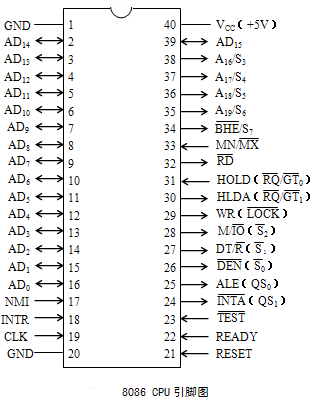 GND 1 40 VCC (+5V)
AD14 2 39 AD15
AD13 3 38 A16/S3
AD12 4 37 A17/S4
AD11 5 36 A18/S5
AD10 6 35 A19/S6
AD9 7 34 BHE/S7
AD8 8 33 MN/MX
AD7 9 32 RD
AD6 10 31 HOLD (RQ/GT0)
AD5 11 30 HLDA (RQ/GT1)
AD4 12 29 WR (LOCK)
AD3 13 28 M/IO (S2)
AD2 14 27 DT/R (S1)
AD1 15 26 DEN (S0)
AD0 16 25 ALE (QS0)
NMI 17 24 INTA (QS1)
INTR 18 23 TEST
CLK 19 22 READY
GND 20 21 RESET
8086 CPU 引脚图